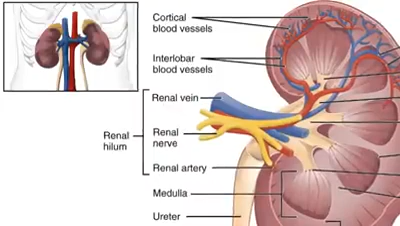 Cortical
blood vessels
Interlobar
blood vessels
Renal vein
Renal
hilum
Renal
nerve
Renal artery
Medulla
Ureter